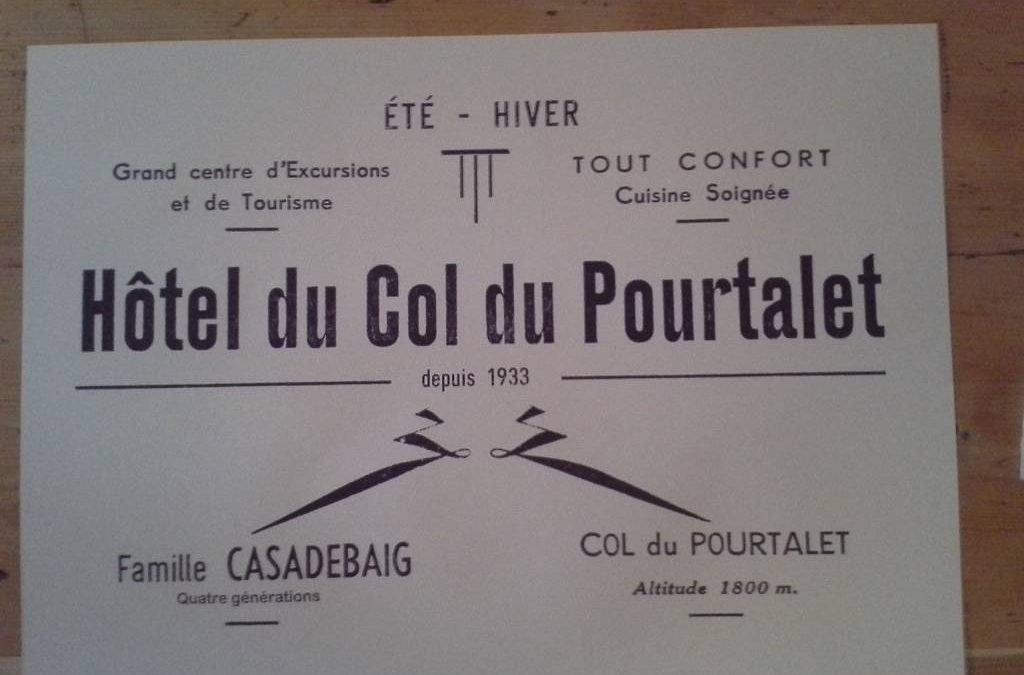 ÉTÉ - HIVER
Grand centre d'Excursions
et de Tourisme
TOUT CONFORT
Cuisine Soignée
Hôtel du Col du Pourtalet
depuis 1933
Famille CASADEBAIG
Quatre générations
COL du POURTALET
Altitude 1800 m.